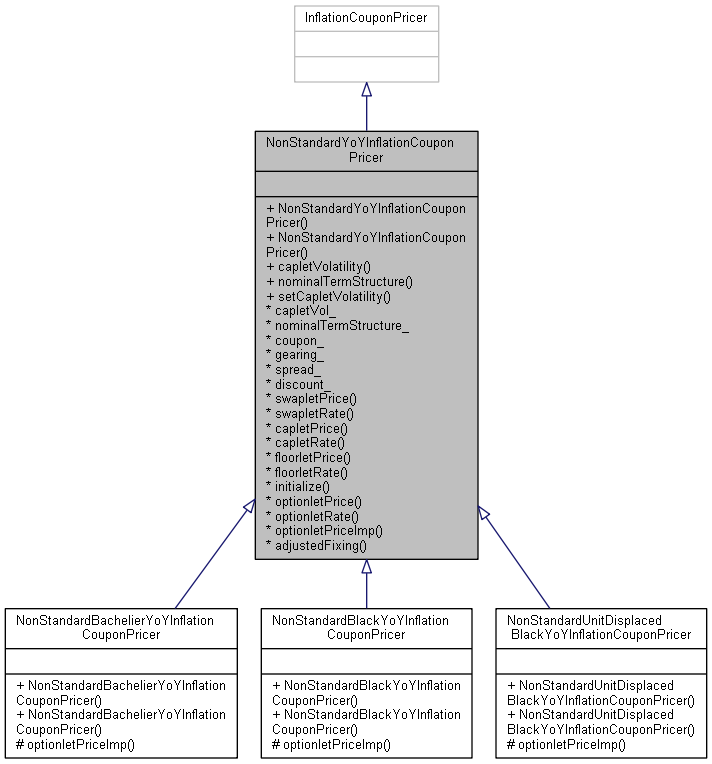 InflationCouponPricer
NonStandardYoYInflationCoupon
Pricer
+ NonStandardYoYInflationCoupon
Pricer()
+ NonStandardYoYInflationCoupon
Pricer()
+ capletVolatility()
+ nominalTermStructure()
+ setCapletVolatility()
* capletVol_
* nominalTermStructure_
* coupon_
* gearing_
* spread_
* discount_
* swapletPrice()
* swapletRate()
* capletPrice()
* capletRate()
* floorletPrice()
* floorletRate()
* initialize()
* optionletPrice()
* optionletRate()
* optionletPriceImp()
* adjustedFixing()
NonStandardBachelierYoYInflation
CouponPricer
+ NonStandardBachelierYoYInflation
CouponPricer()
+ NonStandardBachelierYoYInflation
CouponPricer()
# optionletPriceImp()
NonStandardBlackYoYInflation
CouponPricer
+ NonStandardBlackYoYInflation
CouponPricer()
+ NonStandardBlackYoYInflation
CouponPricer()
# optionletPriceImp()
NonStandardUnitDisplaced
BlackYoYInflationCouponPricer
+ NonStandardUnitDisplaced
BlackYoYInflationCouponPricer()
+ NonStandardUnitDisplaced
BlackYoYInflationCouponPricer()
# optionletPriceImp()